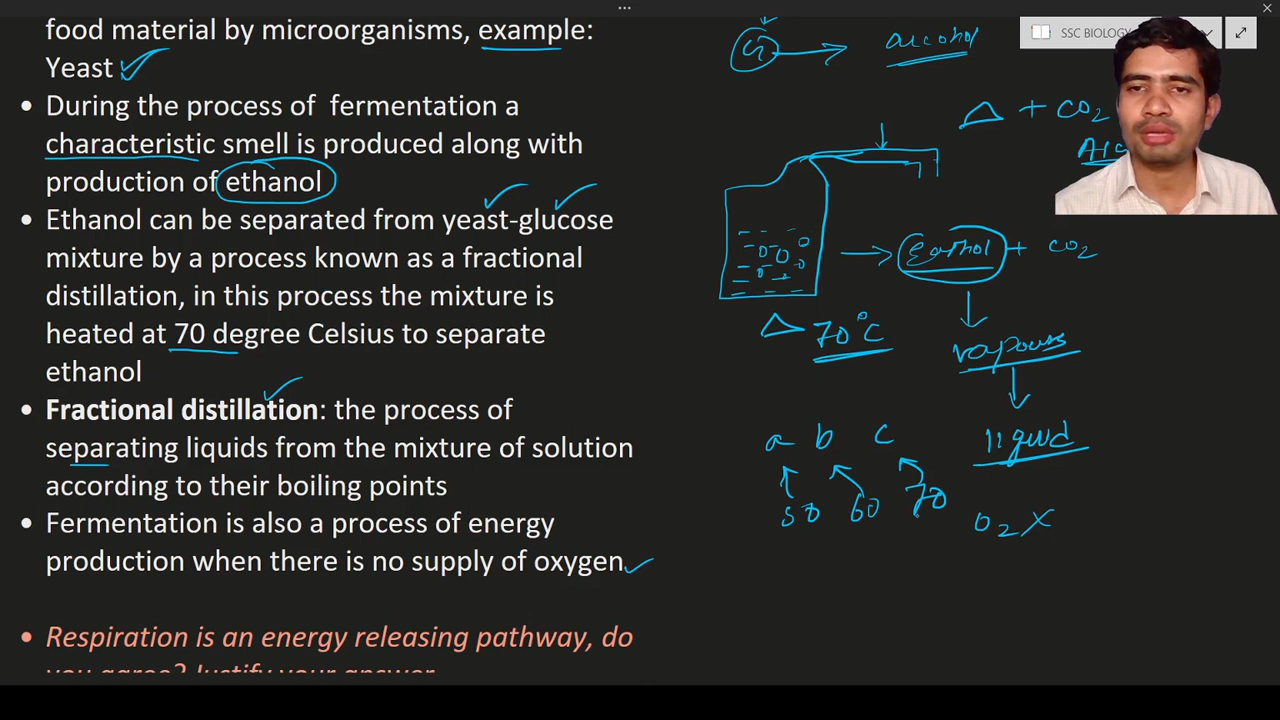 food material by microorganisms, example:
Yeast
• During the process of fermentation a
characteristic smell is produced along with
production of ethanol
• Ethanol can be separated from yeast-glucose
mixture by a process known as a fractional
distillation, in this process the mixture is
heated at 70 degree Celsius to separate
ethanol
• Fractional distillation: the process of
separating liquids from the mixture of solution
according to their boiling points
• Fermentation is also a process of energy
production when there is no supply of oxygen
• Respiration is an energy releasing pathway, do
you agree? Justify your answer
SSC BIOLOGY
G → alcohol
Δ + CO2
+ CO2
Δ 70°C
vapours
liquid
a b c
50 60 70
O2 X